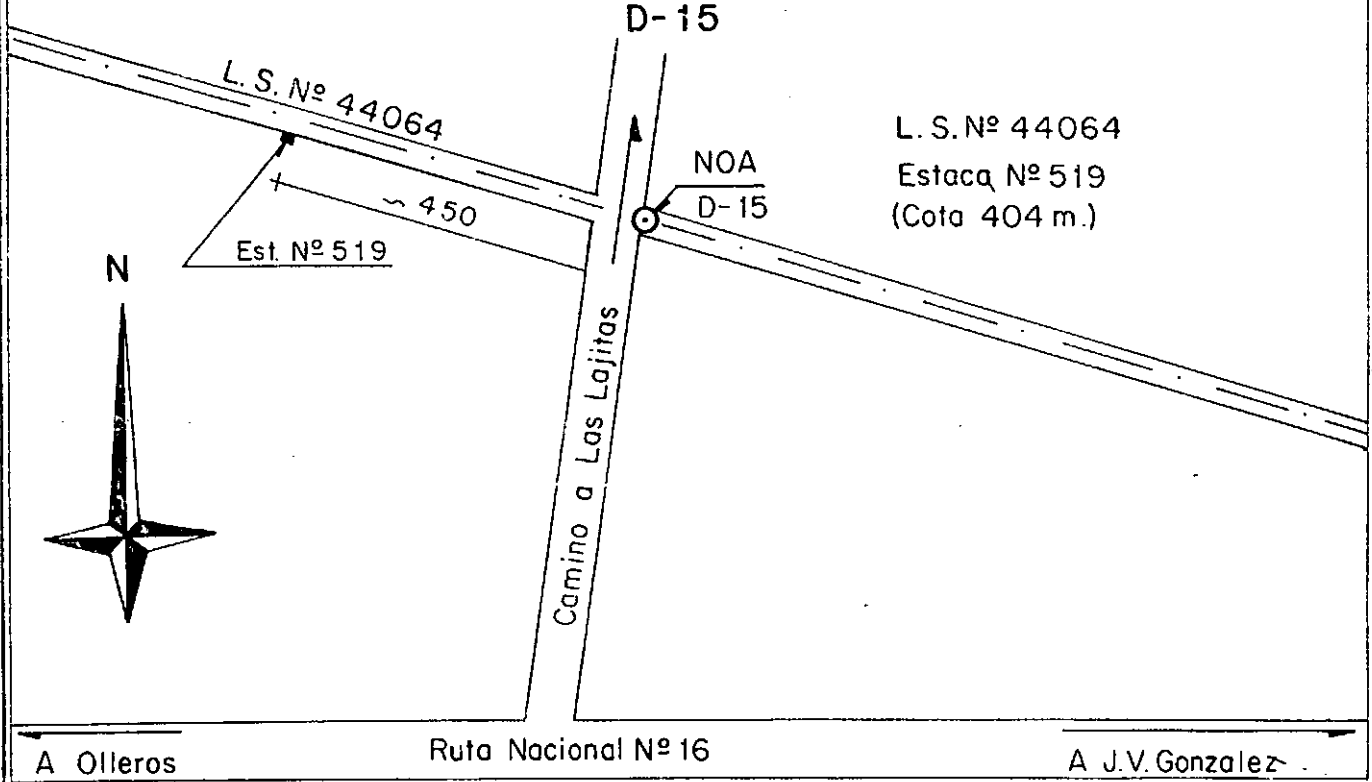 D-15
L. S. Nº 44064
L. S. Nº 44064
Estaca Nº 519
(Cota 404 m.)
NOA
D-15
~ 450
Est. Nº 519
N
Camino a Las Lajitas
A Olleros
Ruta Nacional Nº 16
A J.V. Gonzalez